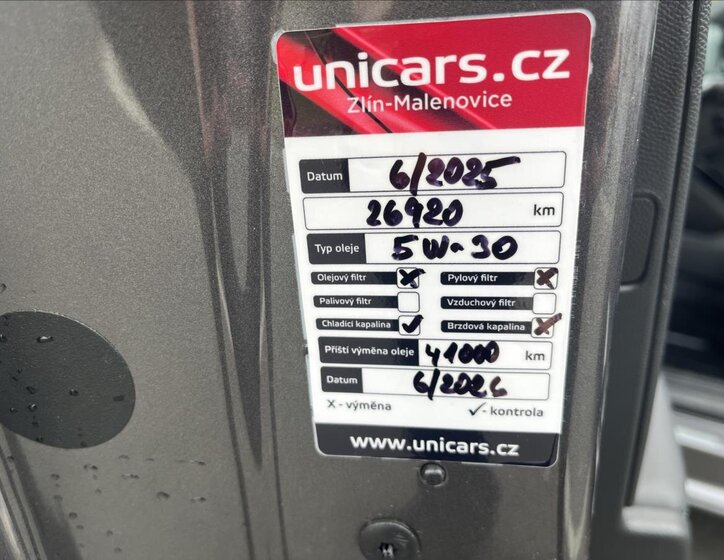 unicars.cz
Zlín-Malenovice
Datum 6/2025
26920 km
Typ oleje 5W-30
Olejový filtr X Pylový filtr X
Palivový filtr Vzduchový filtr
Chladící kapalina ✓ Brzdová kapalina X
Příští výměna oleje 41000 km
Datum 6/2026
X - výměna ✓- kontrola
www.unicars.cz